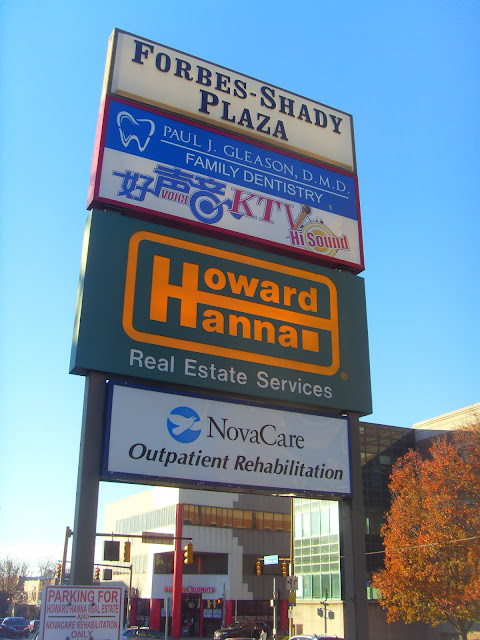 FORBES-SHADY
PLAZA
PAUL J. GLEASON, D.M.D.
FAMILY DENTISTRY
好声音 KTV
VOICE
Hi Sound
Howard
Hanna
Real Estate Services
NovaCare
Outpatient Rehabilitation
PARKING FOR
HOWARD HANNA REAL ESTATE
AND
NOVACARE REHABILITATION
ONLY